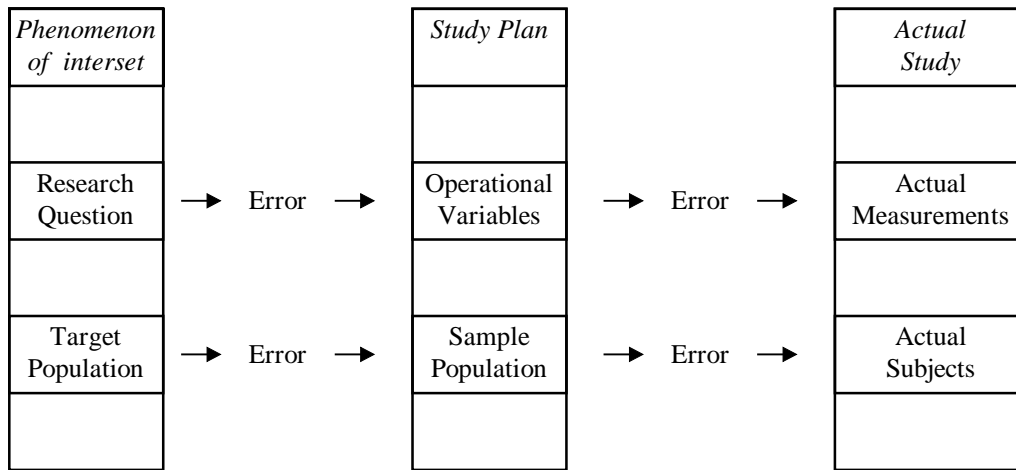 Phenomenon
of interset
Study Plan
Actual
Study
Research
Question
Error
Operational
Variables
Error
Actual
Measurements
Target
Population
Error
Sample
Population
Error
Actual
Subjects